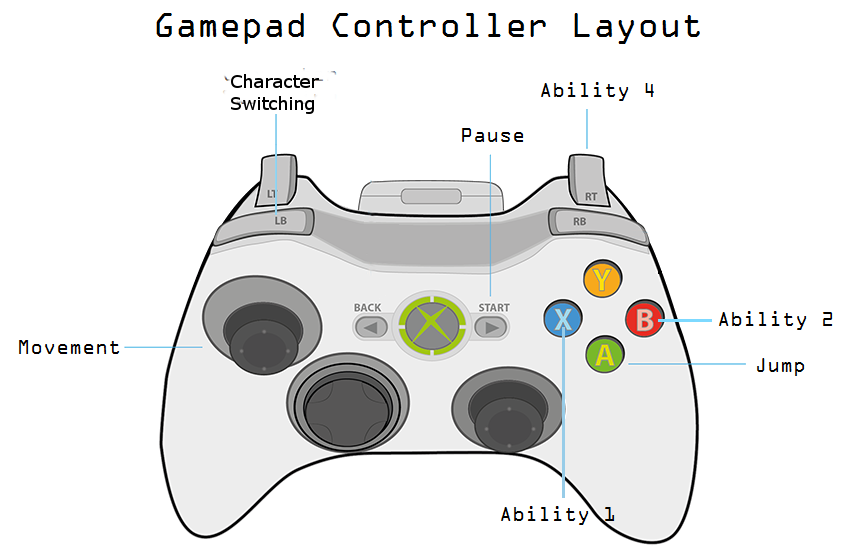 Gamepad Controller Layout
Character
Switching
Ability 4
Pause
LT
RT
LB
RB
Y
BACK
START
X
B
Ability 2
Movement
A
Jump
Ability 1